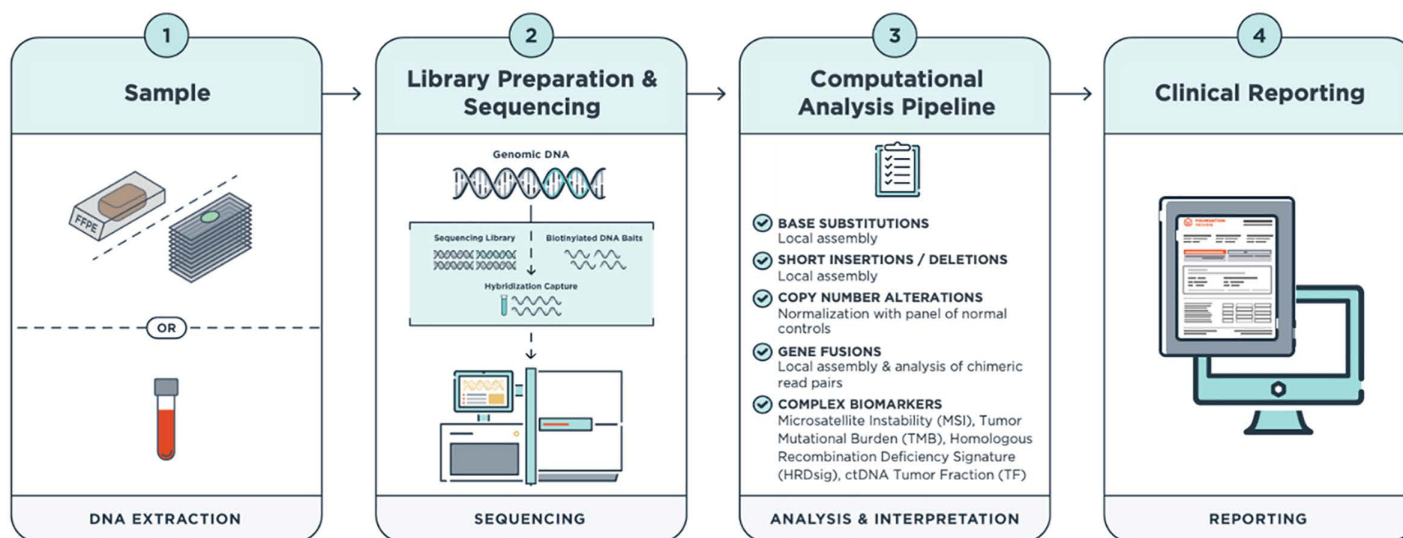 1
Sample
FFPE
OR
DNA EXTRACTION
2
Library Preparation &
Sequencing
Genomic DNA
Sequencing Library
Biotinylated DNA Baits
Hybridization Capture
SEQUENCING
3
Computational
Analysis Pipeline
BASE SUBSTITUTIONS
Local assembly
SHORT INSERTIONS / DELETIONS
Local assembly
COPY NUMBER ALTERATIONS
Normalization with panel of normal
controls
GENE FUSIONS
Local assembly & analysis of chimeric
read pairs
COMPLEX BIOMARKERS
Microsatellite Instability (MSI), Tumor
Mutational Burden (TMB), Homologous
Recombination Deficiency Signature
(HRDsig), ctDNA Tumor Fraction (TF)
ANALYSIS & INTERPRETATION
4
Clinical Reporting
FOUNDATION
REPORTING